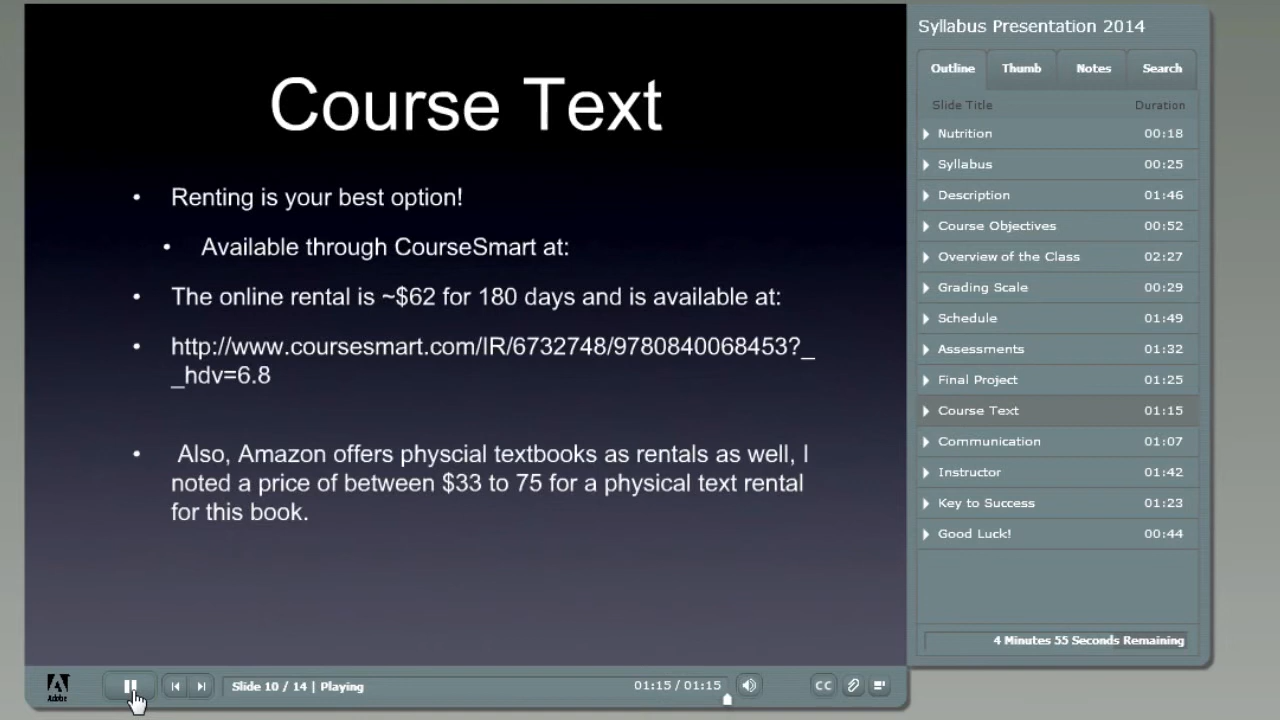 Course Text
• Renting is your best option!
• Available through CourseSmart at:
• The online rental is ~$62 for 180 days and is available at:
• http://www.coursesmart.com/IR/6732748/9780840068453?_
_hdv=6.8
• Also, Amazon offers physcial textbooks as rentals as well, I
noted a price of between $33 to 75 for a physical text rental
for this book.
Adobe
Slide 10 / 14 | Playing
01:15 / 01:15
CC
Syllabus Presentation 2014
Outline Thumb Notes Search
Slide Title Duration
Nutrition 00:18
Syllabus 00:25
Description 01:46
Course Objectives 00:52
Overview of the Class 02:27
Grading Scale 00:29
Schedule 01:49
Assessments 01:32
Final Project 01:25
Course Text 01:15
Communication 01:07
Instructor 01:42
Key to Success 01:23
Good Luck! 00:44
4 Minutes 55 Seconds Remaining